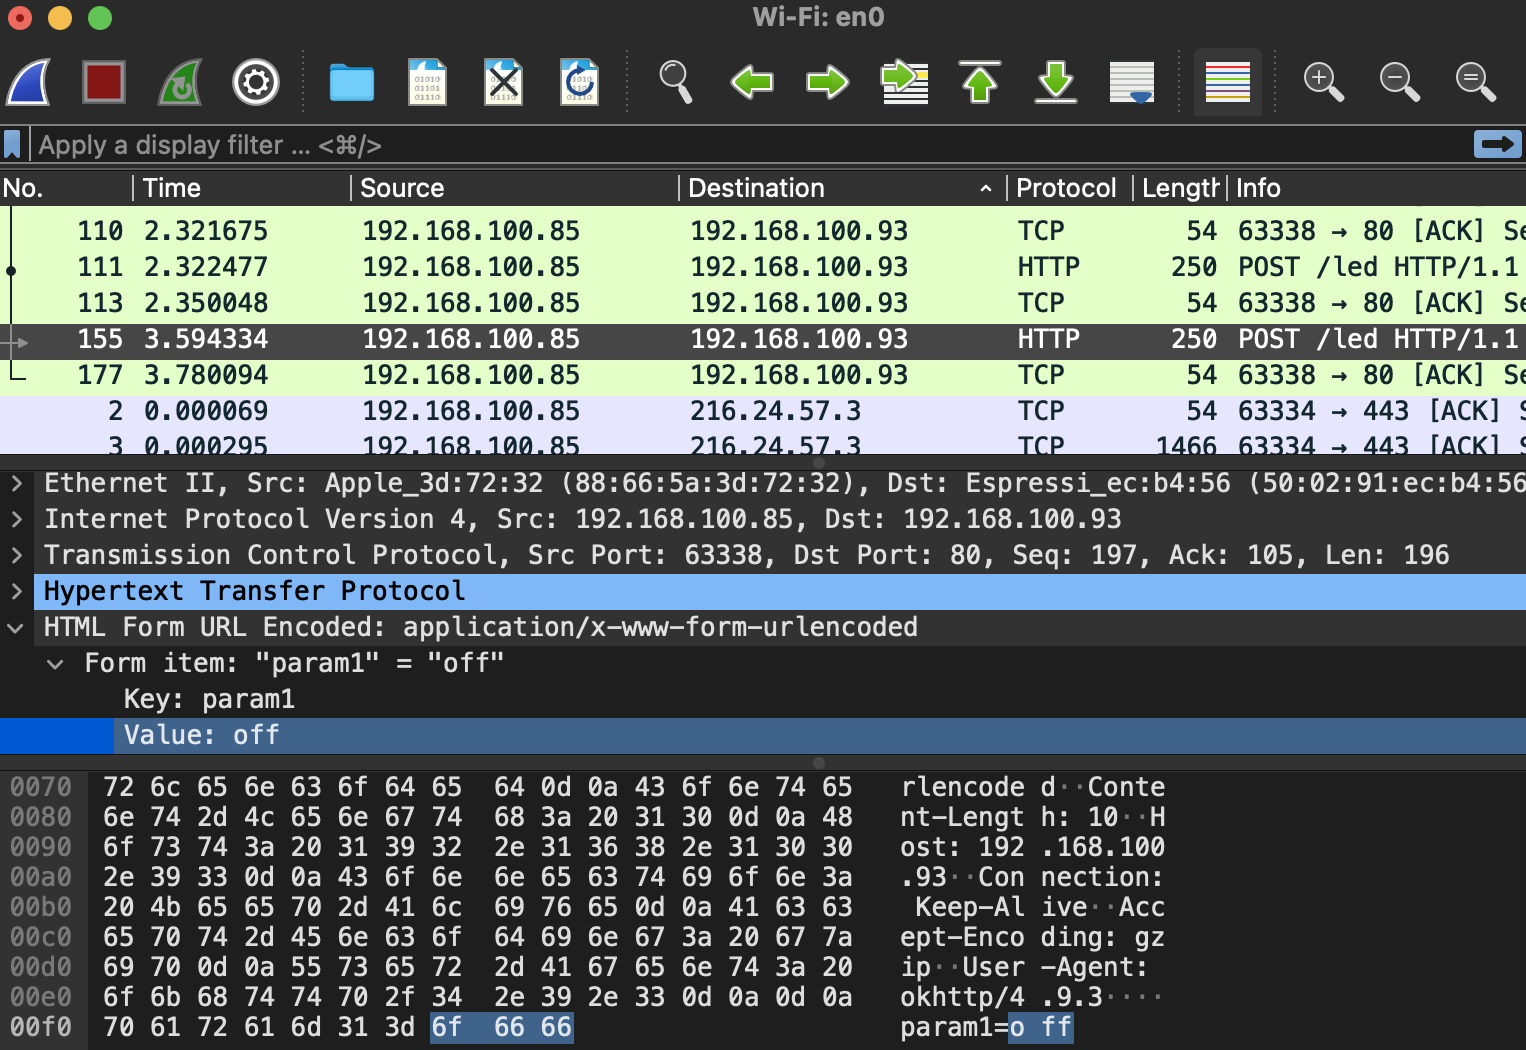 Wi-Fi: en0
Apply a display filter ... <⌘/>
No. Time Source Destination Protocol Length Info
110 2.321675 192.168.100.85 192.168.100.93 TCP 54 63338 → 80 [ACK] Se
111 2.322477 192.168.100.85 192.168.100.93 HTTP 250 POST /led HTTP/1.1
113 2.350048 192.168.100.85 192.168.100.93 TCP 54 63338 → 80 [ACK] Se
155 3.594334 192.168.100.85 192.168.100.93 HTTP 250 POST /led HTTP/1.1
177 3.780094 192.168.100.85 192.168.100.93 TCP 54 63338 → 80 [ACK] Se
2 0.000069 192.168.100.85 216.24.57.3 TCP 54 63334 → 443 [ACK] S
3 0.000295 192.168.100.85 216.24.57.3 TCP 1466 63334 → 443 [ACK] S
Ethernet II, Src: Apple_3d:72:32 (88:66:5a:3d:72:32), Dst: Espressi_ec:b4:56 (50:02:91:ec:b4:56
Internet Protocol Version 4, Src: 192.168.100.85, Dst: 192.168.100.93
Transmission Control Protocol, Src Port: 63338, Dst Port: 80, Seq: 197, Ack: 105, Len: 196
Hypertext Transfer Protocol
HTML Form URL Encoded: application/x-www-form-urlencoded
Form item: "param1" = "off"
Key: param1
Value: off
0070 72 6c 65 6e 63 6f 64 65 64 0d 0a 43 6f 6e 74 65 rlencode d··Conte
0080 6e 74 2d 4c 65 6e 67 74 68 3a 20 31 30 0d 0a 48 nt-Lengt h: 10··H
0090 6f 73 74 3a 20 31 39 32 2e 31 36 38 2e 31 30 30 ost: 192 .168.100
00a0 2e 39 33 0d 0a 43 6f 6e 6e 65 63 74 69 6f 6e 3a .93··Con nection:
00b0 20 4b 65 65 70 2d 41 6c 69 76 65 0d 0a 41 63 63 Keep-Al ive··Acc
00c0 65 70 74 2d 45 6e 63 6f 64 69 6e 67 3a 20 67 7a ept-Enco ding: gz
00d0 69 70 0d 0a 55 73 65 72 2d 41 67 65 6e 74 3a 20 ip··User -Agent:
00e0 6f 6b 68 74 74 70 2f 34 2e 39 2e 33 0d 0a 0d 0a okhttp/4 .9.3····
00f0 70 61 72 61 6d 31 3d 6f 66 66 param1=o ff